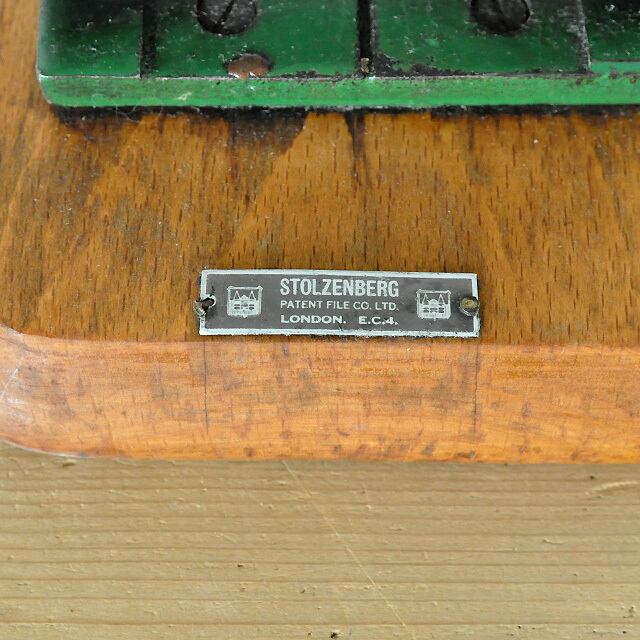 STOLZENBERG
PATENT FILE CO. LTD.
LONDON. E.C.4.